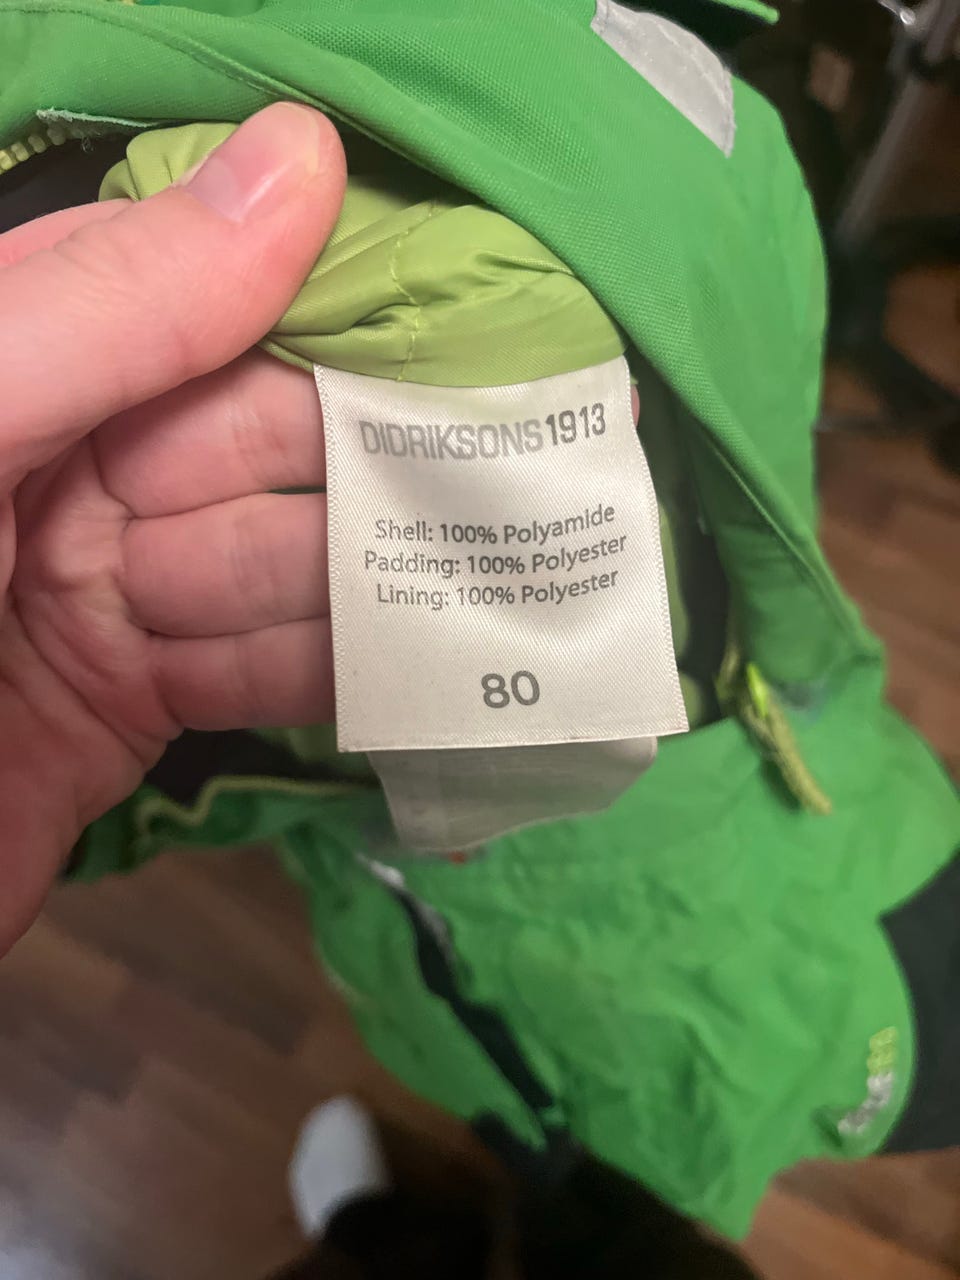 DIDRIKSONS1913
Shell: 100% Polyamide
Padding: 100% Polyester
Lining: 100% Polyester
80